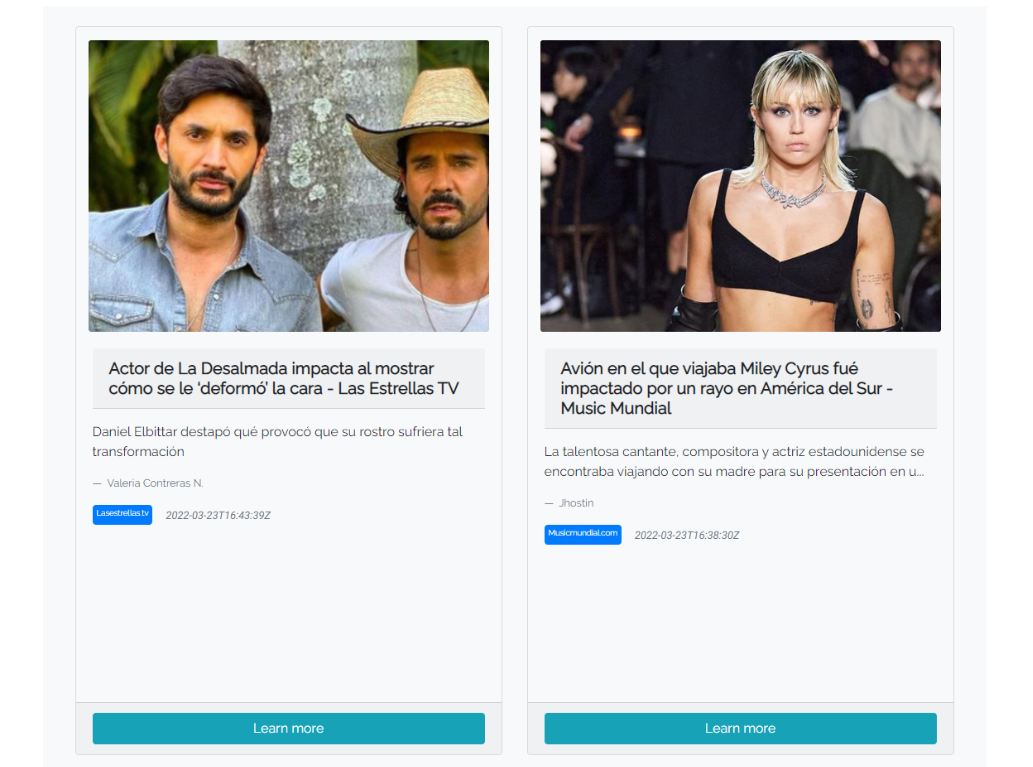 Actor de La Desalmada impacta al mostrar
cómo se le ‘deformó’ la cara - Las Estrellas TV
Daniel Elbittar destapó qué provocó que su rostro sufriera tal
transformación
— Valeria Contreras N.
Lasestrellas.tv 2022-03-23T16:43:39Z
Learn more
Avión en el que viajaba Miley Cyrus fué
impactado por un rayo en América del Sur -
Music Mundial
La talentosa cantante, compositora y actriz estadounidense se
encontraba viajando con su madre para su presentación en u...
— Jhostin
Musicmundial.com 2022-03-23T16:38:30Z
Learn more